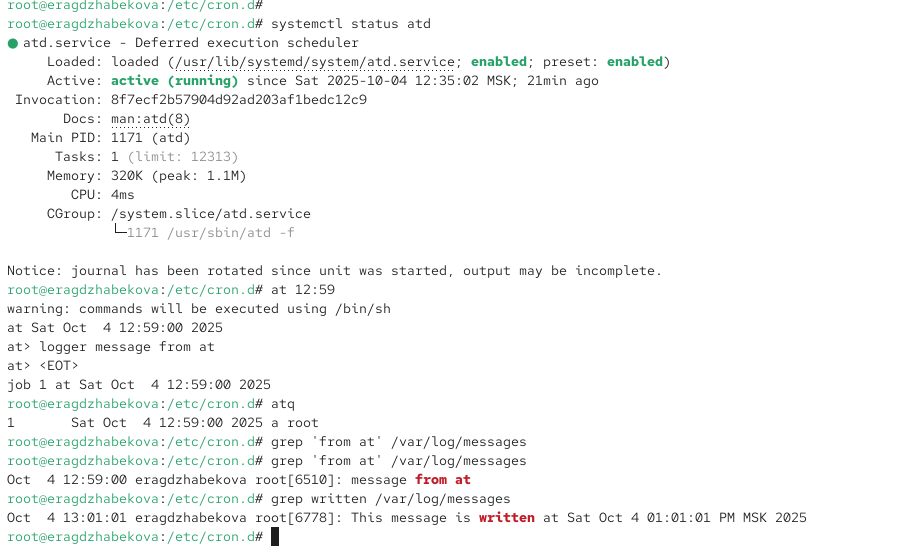 root@eragdzhabekova:/etc/cron.d#
root@eragdzhabekova:/etc/cron.d# systemctl status atd
● atd.service - Deferred execution scheduler
     Loaded: loaded (/usr/lib/systemd/system/atd.service; enabled; preset: enabled)
     Active: active (running) since Sat 2025-10-04 12:35:02 MSK; 21min ago
 Invocation: 8f7ecf2b57904d92ad203af1bedc12c9
       Docs: man:atd(8)
   Main PID: 1171 (atd)
      Tasks: 1 (limit: 12313)
     Memory: 320K (peak: 1.1M)
        CPU: 4ms
     CGroup: /system.slice/atd.service
             └─1171 /usr/sbin/atd -f

Notice: journal has been rotated since unit was started, output may be incomplete.
root@eragdzhabekova:/etc/cron.d# at 12:59
warning: commands will be executed using /bin/sh
at Sat Oct  4 12:59:00 2025
at> logger message from at
at> <EOT>
job 1 at Sat Oct  4 12:59:00 2025
root@eragdzhabekova:/etc/cron.d# atq
1       Sat Oct  4 12:59:00 2025 a root
root@eragdzhabekova:/etc/cron.d# grep 'from at' /var/log/messages
root@eragdzhabekova:/etc/cron.d# grep 'from at' /var/log/messages
Oct  4 12:59:00 eragdzhabekova root[6510]: message from at
root@eragdzhabekova:/etc/cron.d# grep written /var/log/messages
Oct  4 13:01:01 eragdzhabekova root[6778]: This message is written at Sat Oct 4 01:01:01 PM MSK 2025
root@eragdzhabekova:/etc/cron.d#